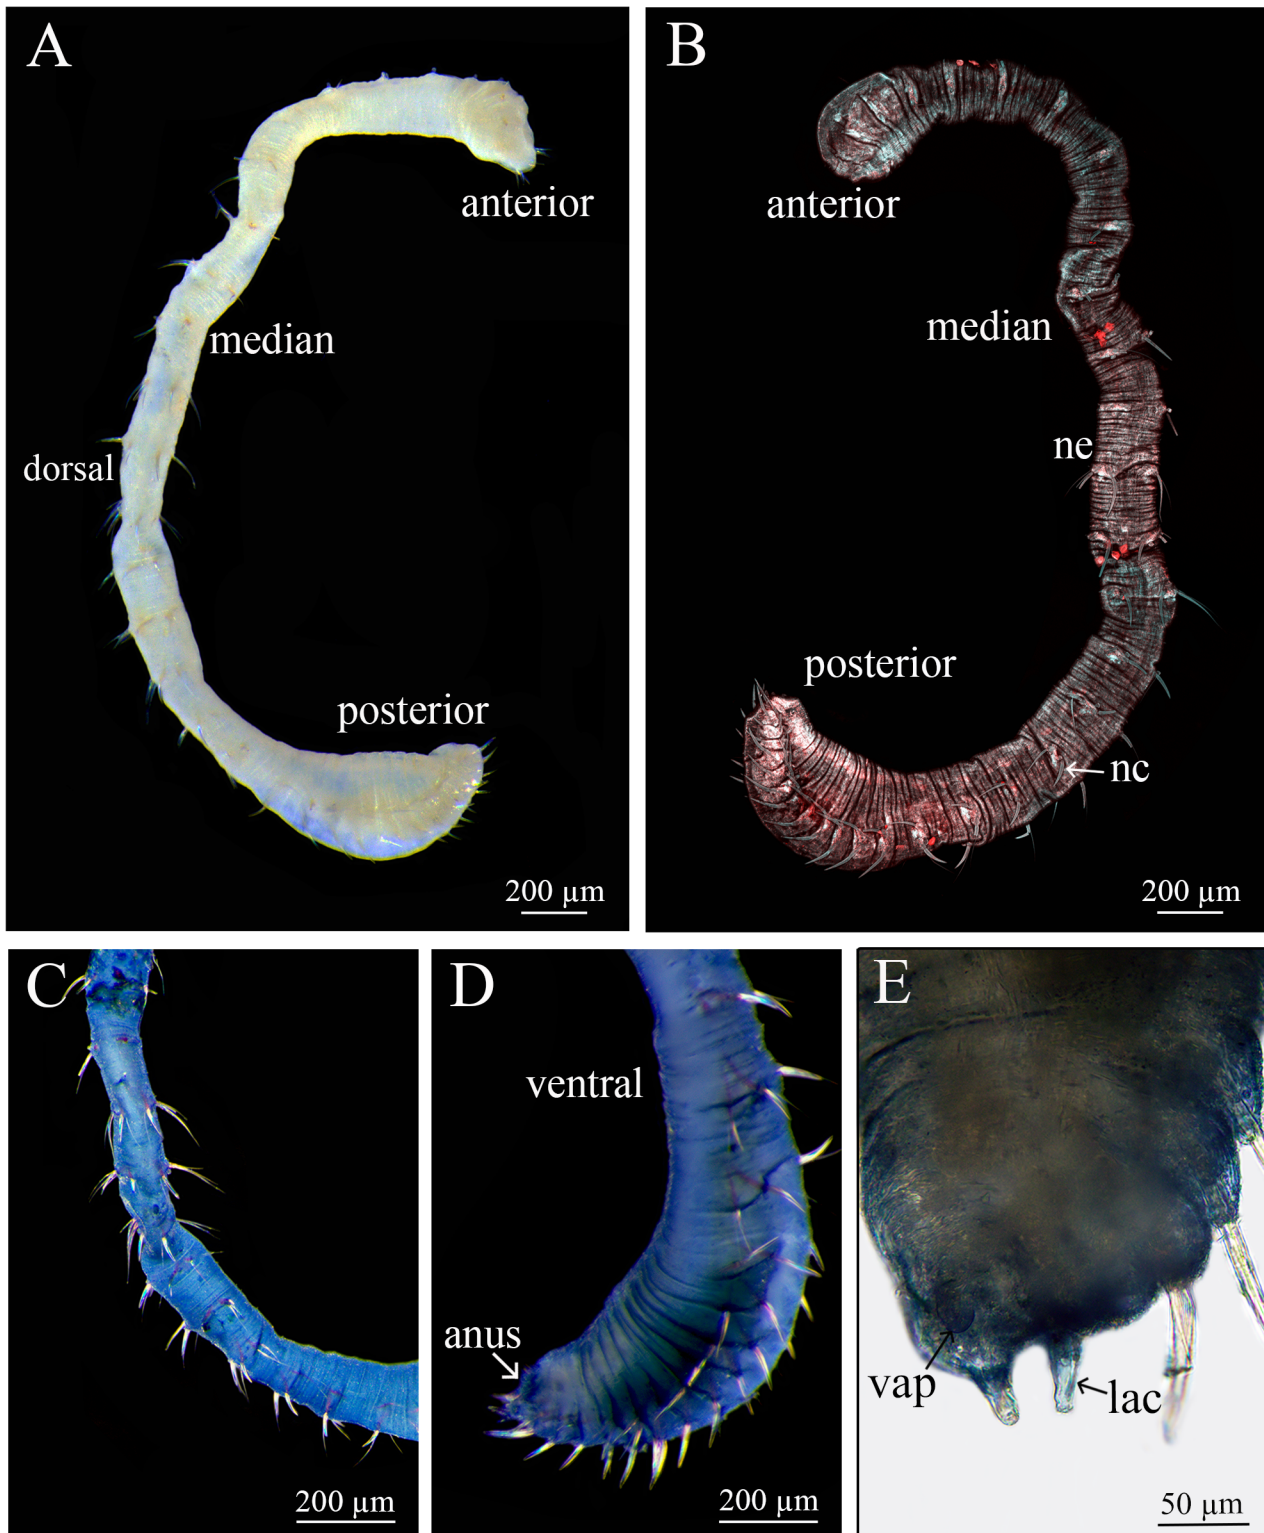 A
anterior
median
dorsal
posterior
200 µm
B
anterior
median
ne
posterior
nc
200 µm
C
200 µm
D
ventral
anus
200 µm
E
vap
lac
50 µm